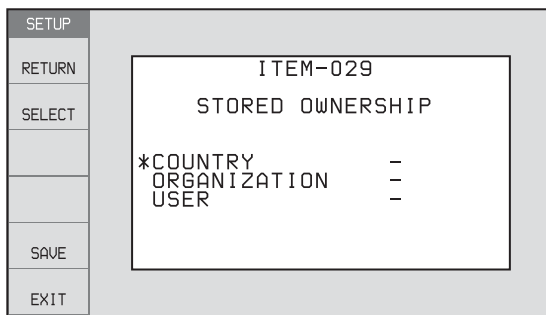 SETUP
RETURN
SELECT
SAVE
EXIT
ITEM-029
STORED OWNERSHIP
*COUNTRY –
ORGANIZATION –
USER –